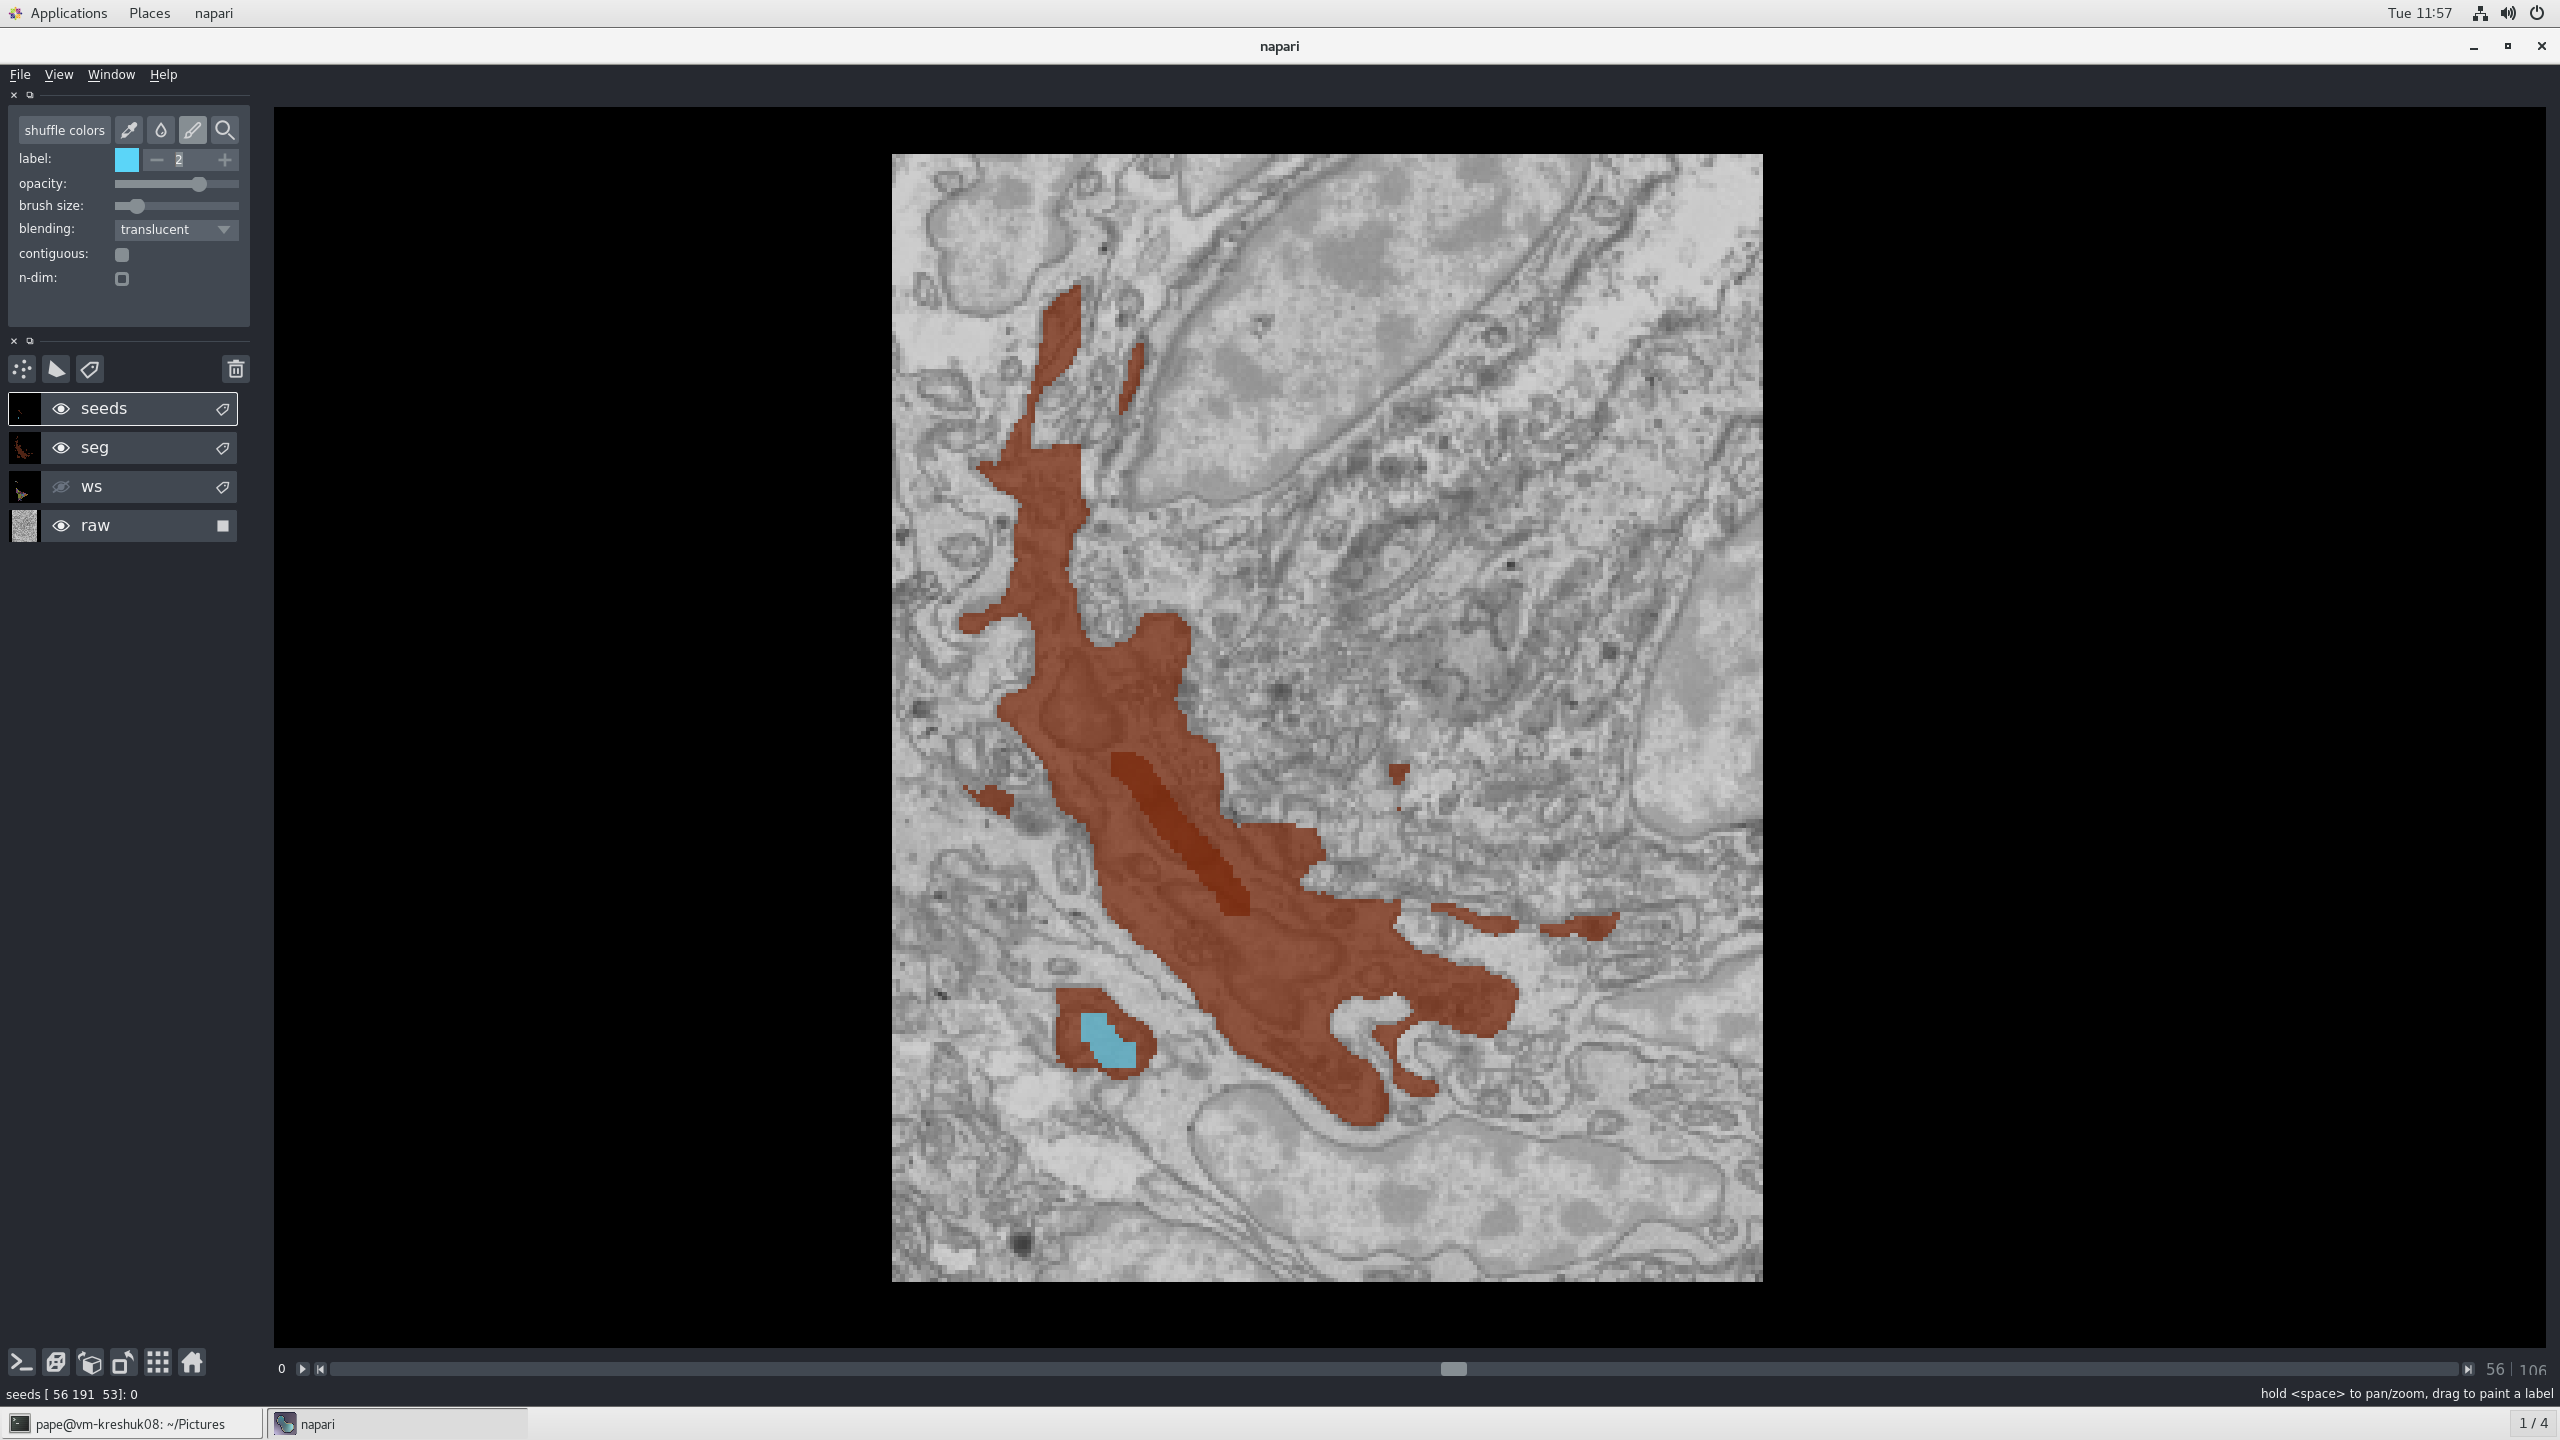 Applications Places napari Tue 11:57
napari
File View Window Help
shuffle colors
label: 2
opacity:
brush size:
blending: translucent
contiguous:
n-dim:
seeds
seg
ws
raw
0 56 | 106
seeds [ 56 191 53]: 0 hold <space> to pan/zoom, drag to paint a label
pape@vm-kreshuk08: ~/Pictures napari 1 / 4